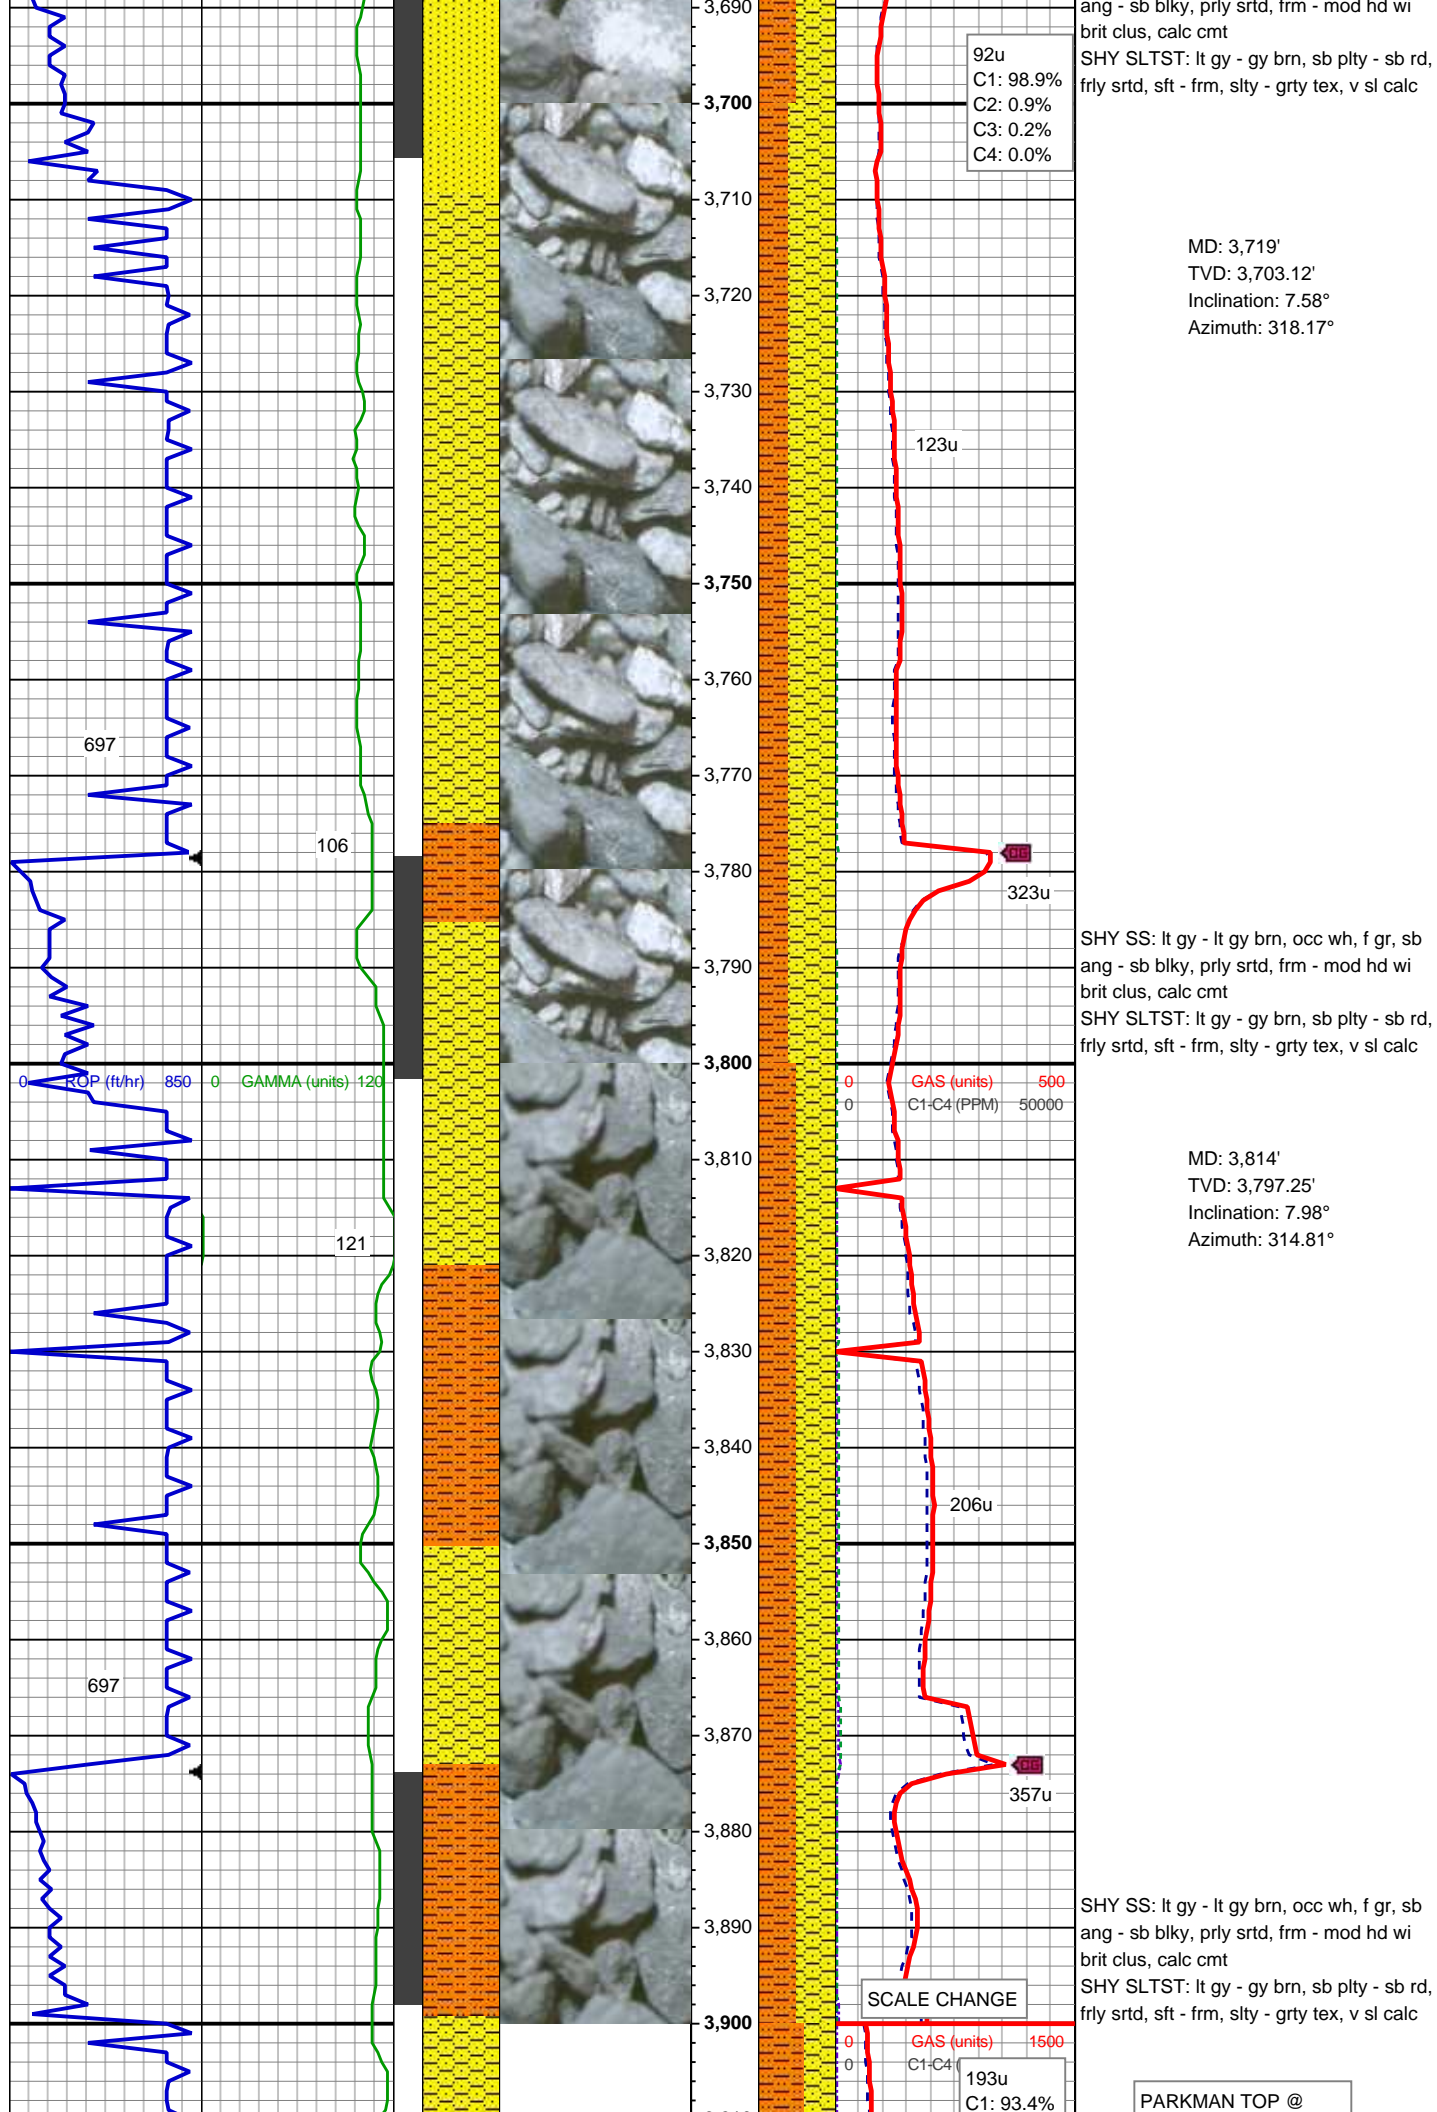 3,690
ang - sb blky, prly srtd, frm - mod hd wi
brit clus, calc cmt
SHY SLTST: lt gy - gy brn, sb plty - sb rd,
frly srtd, sft - frm, slty - grty tex, v sl calc
92u
C1: 98.9%
C2: 0.9%
C3: 0.2%
C4: 0.0%
3,700
3,710
MD: 3,719'
TVD: 3,703.12'
Inclination: 7.58°
Azimuth: 318.17°
3,720
3,730
123u
3,740
3,750
3,760
697
3,770
106
CG
3,780
323u
SHY SS: lt gy - lt gy brn, occ wh, f gr, sb
ang - sb blky, prly srtd, frm - mod hd wi
brit clus, calc cmt
SHY SLTST: lt gy - gy brn, sb plty - sb rd,
frly srtd, sft - frm, slty - grty tex, v sl calc
3,790
3,800
0 ROP (ft/hr) 850 0 GAMMA (units) 120
0 GAS (units) 500
0 C1-C4 (PPM) 50000
3,810
MD: 3,814'
TVD: 3,797.25'
Inclination: 7.98°
Azimuth: 314.81°
121
3,820
3,830
3,840
206u
3,850
3,860
697
3,870
CG
357u
3,880
3,890
SHY SS: lt gy - lt gy brn, occ wh, f gr, sb
ang - sb blky, prly srtd, frm - mod hd wi
brit clus, calc cmt
SHY SLTST: lt gy - gy brn, sb plty - sb rd,
frly srtd, sft - frm, slty - grty tex, v sl calc
SCALE CHANGE
3,900
0 GAS (units) 1500
0 C1-C4 (
193u
C1: 93.4%
PARKMAN TOP @